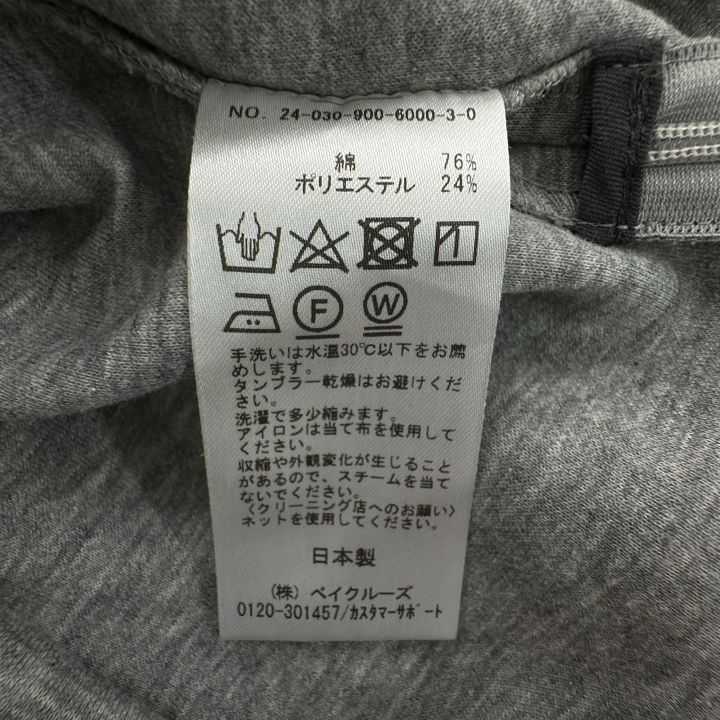 NO. 24-030-900-6000-3-0
綿 76%
ポリエステル 24%
F W
手洗いは水温30℃以下をお薦
めします。
タンブラー乾燥はお避けくだ
さい。
洗濯で多少縮みます。
アイロンは当て布を使用して
ください。
収縮や外観変化が生じること
があるので、スチームを当て
ないでください。
〈クリーニング店へのお願い〉
ネットを使用してください。
日本製
(株) ベイクルーズ
0120-301457/カスタマーサポート